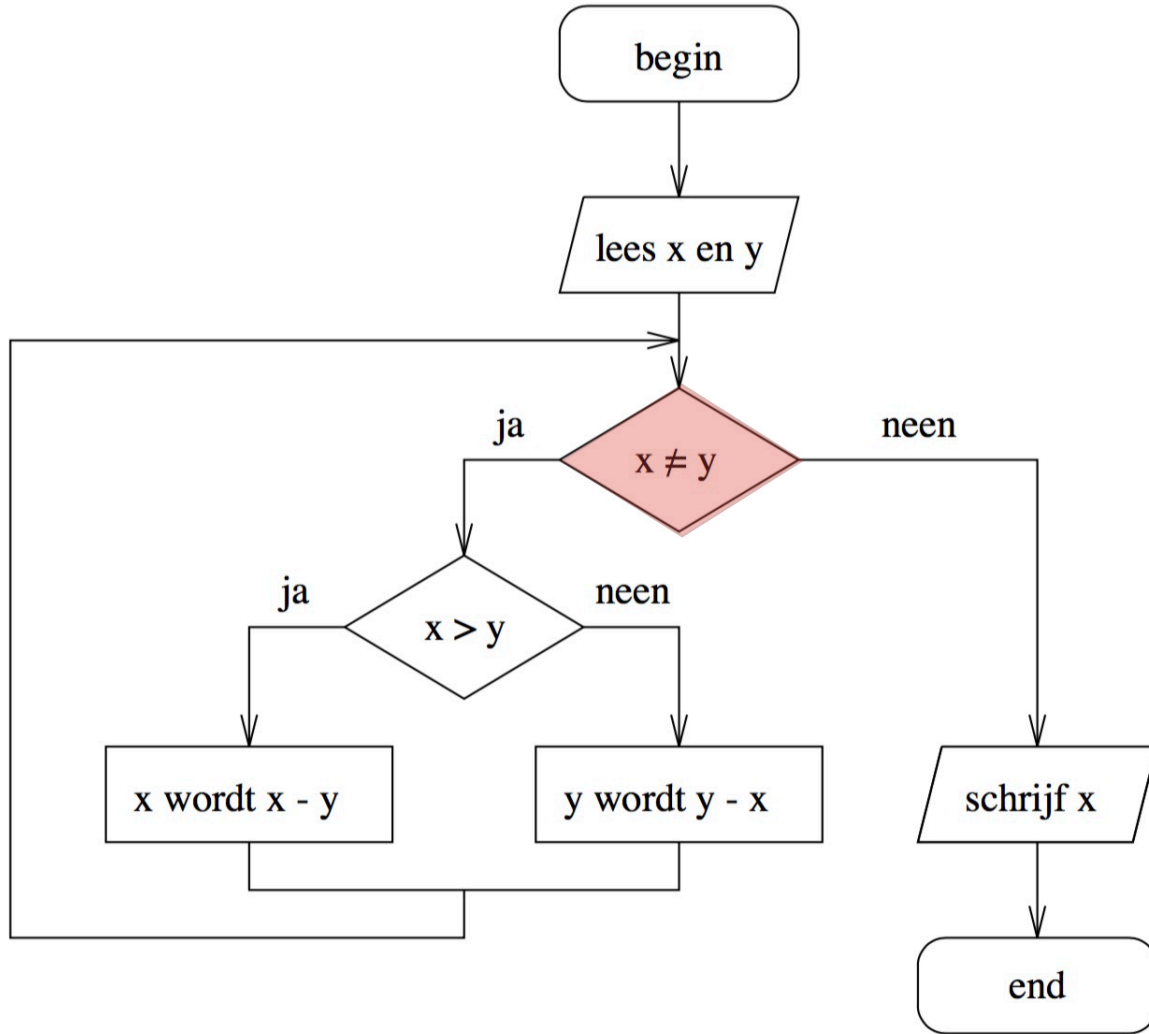 begin
lees x en y
ja
x ≠ y
neen
ja
x > y
neen
x wordt x - y
y wordt y - x
schrijf x
end